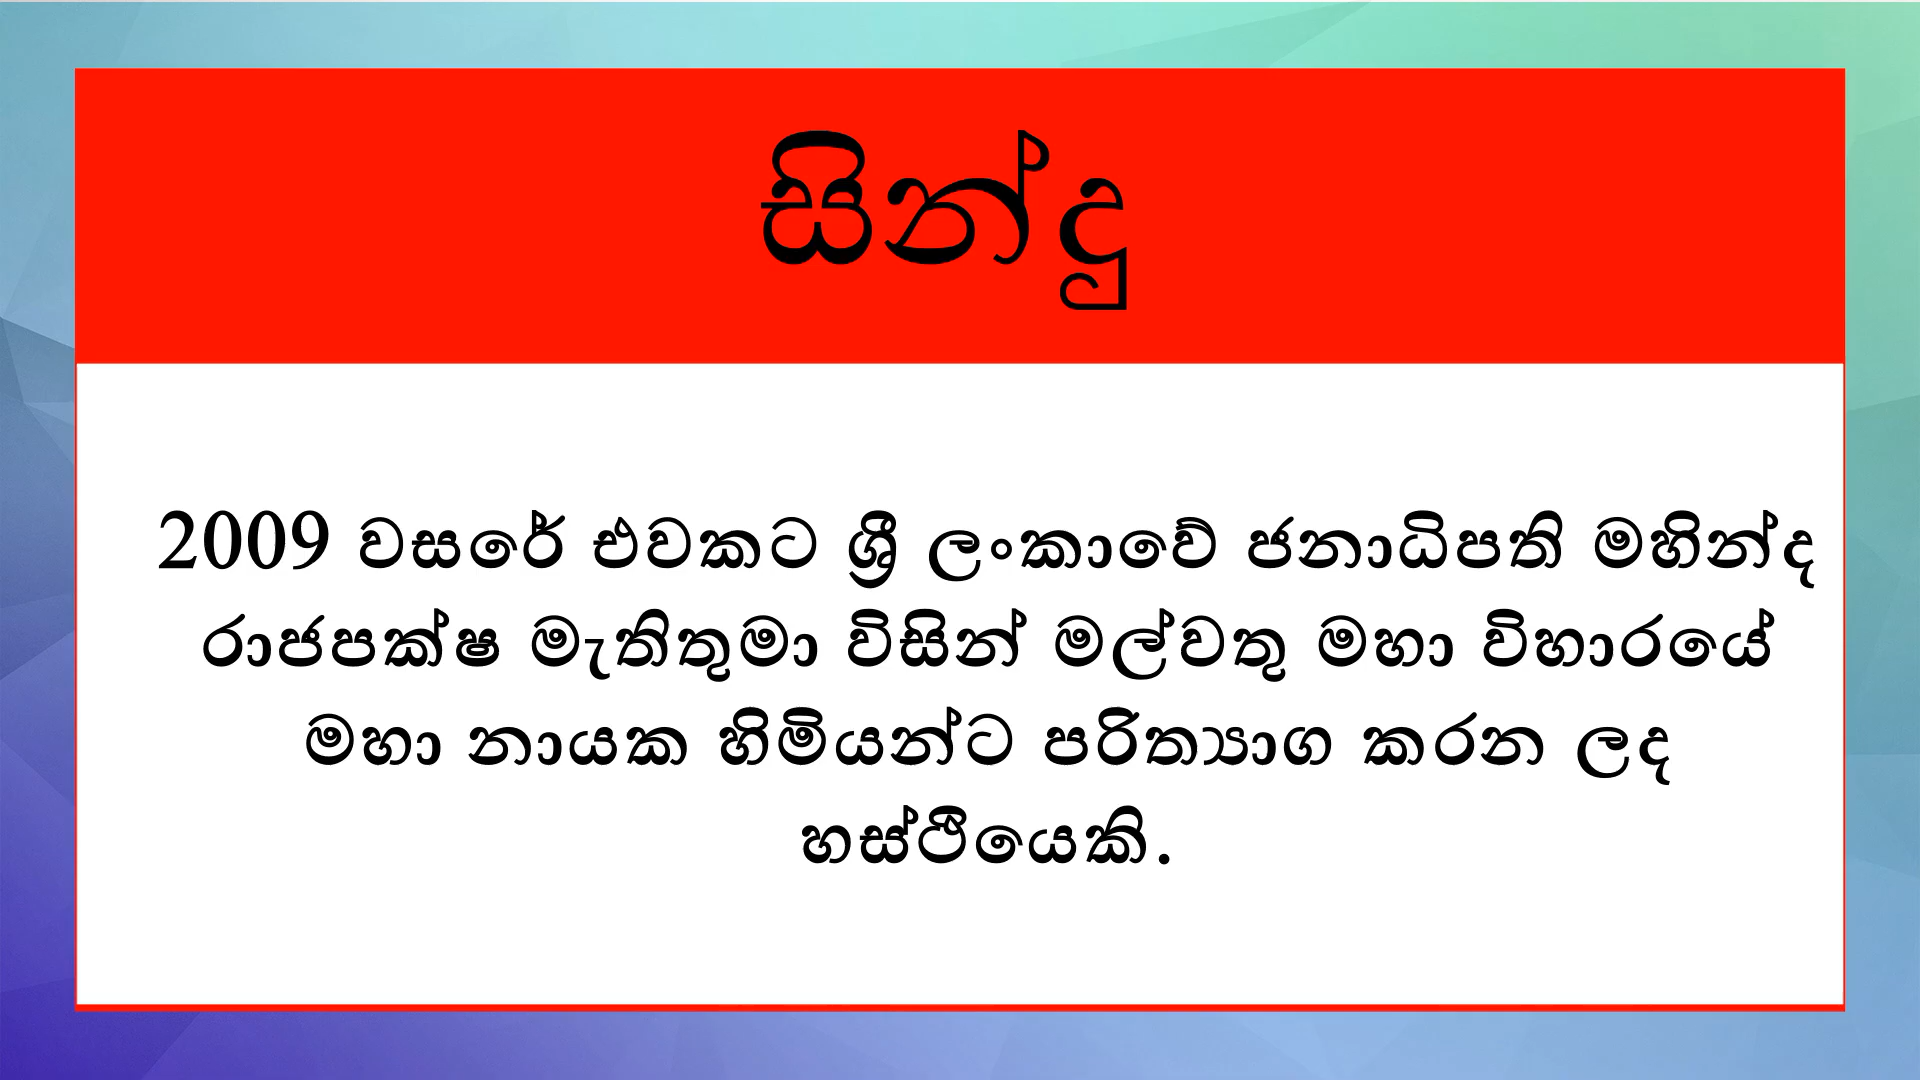 සින්දු
2009 වසරේ එවකට ශ්‍රී ලංකාවේ ජනාධිපති මහින්ද
රාජපක්ෂ මැතිතුමා විසින් මල්වතු මහා විහාරයේ
මහා නායක හිමියන්ට පරිත්‍යාග කරන ලද
හස්ථියෙකි.